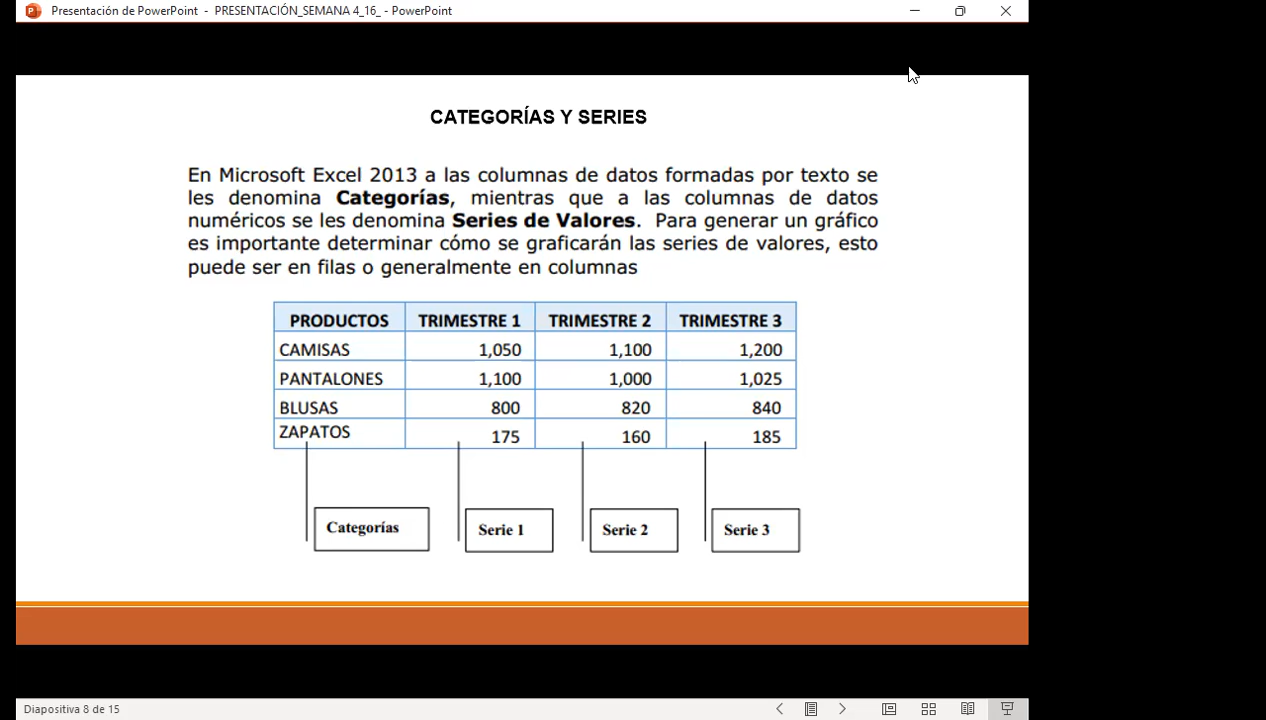 Presentación de PowerPoint - PRESENTACIÓN_SEMANA 4_16_ - PowerPoint
CATEGORÍAS Y SERIES
En Microsoft Excel 2013 a las columnas de datos formadas por texto se
les denomina Categorías, mientras que a las columnas de datos
numéricos se les denomina Series de Valores. Para generar un gráfico
es importante determinar cómo se graficarán las series de valores, esto
puede ser en filas o generalmente en columnas
PRODUCTOS TRIMESTRE 1 TRIMESTRE 2 TRIMESTRE 3
CAMISAS 1,050 1,100 1,200
PANTALONES 1,100 1,000 1,025
BLUSAS 800 820 840
ZAPATOS 175 160 185
Categorías Serie 1 Serie 2 Serie 3
Diapositiva 8 de 15